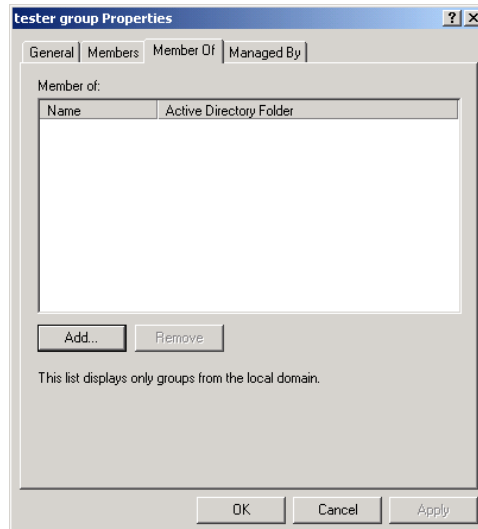 tester group Properties
General Members Member Of Managed By
Member of:
Name Active Directory Folder
Add... Remove
This list displays only groups from the local domain.
OK Cancel Apply